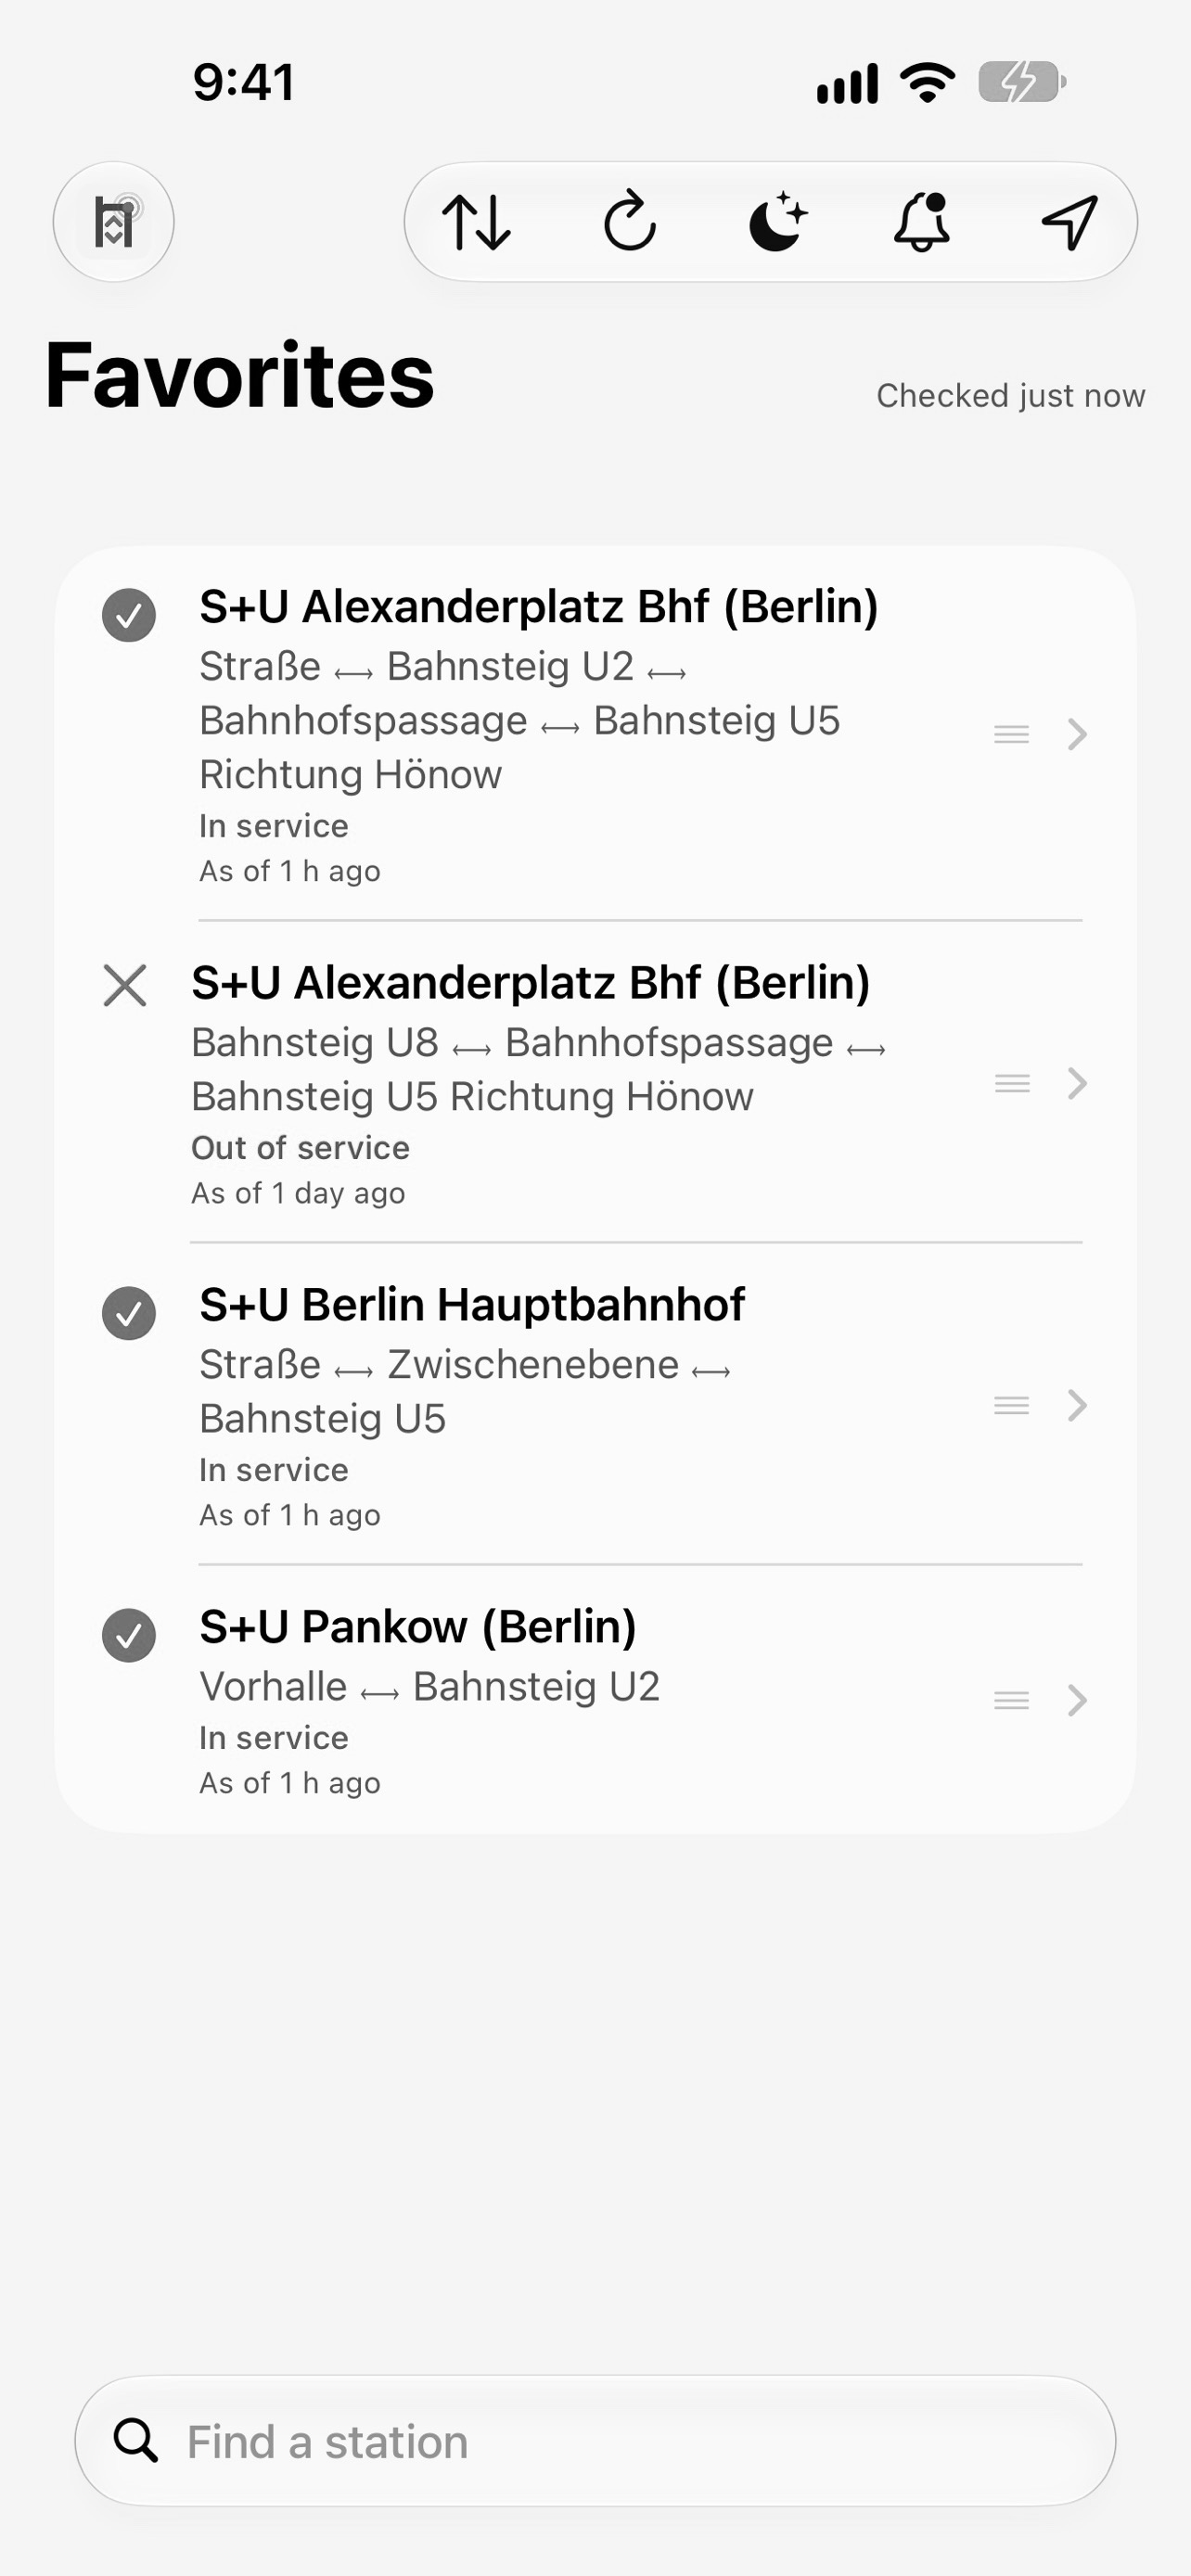 9:41
Favorites
Checked just now
S+U Alexanderplatz Bhf (Berlin)
Straße ⟷ Bahnsteig U2 ⟷
Bahnhofspassage ⟷ Bahnsteig U5
Richtung Hönow
In service
As of 1 h ago
S+U Alexanderplatz Bhf (Berlin)
Bahnsteig U8 ⟷ Bahnhofspassage ⟷
Bahnsteig U5 Richtung Hönow
Out of service
As of 1 day ago
S+U Berlin Hauptbahnhof
Straße ⟷ Zwischenebene ⟷
Bahnsteig U5
In service
As of 1 h ago
S+U Pankow (Berlin)
Vorhalle ⟷ Bahnsteig U2
In service
As of 1 h ago
Find a station